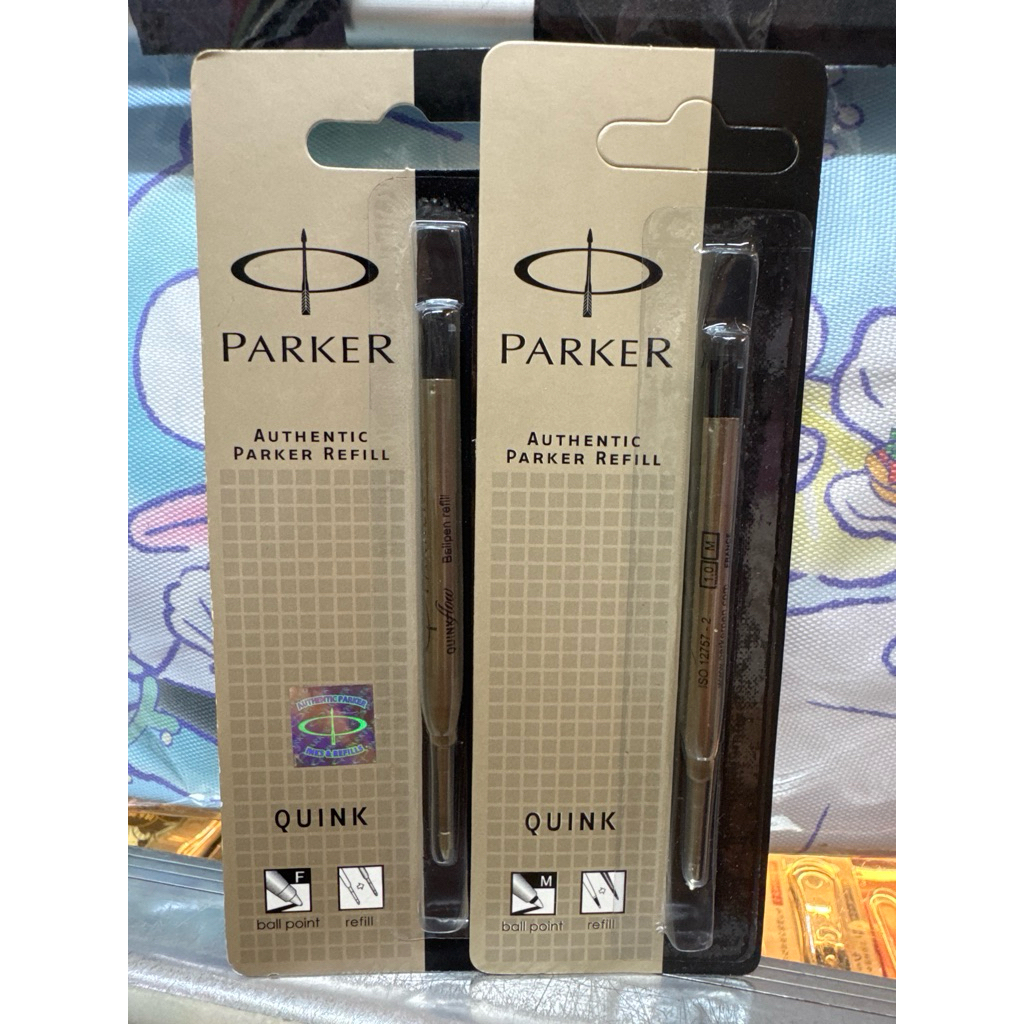 PARKER
AUTHENTIC
PARKER REFILL
QUINKflow Ballpen refill
AUTHENTIC PARKER
INKS & REFILLS
QUINK
F
ball point
refill
PARKER
AUTHENTIC
PARKER REFILL
ISO 12757 - 2 1.0 M
FRANCE
QUINK
M
ball point
refill